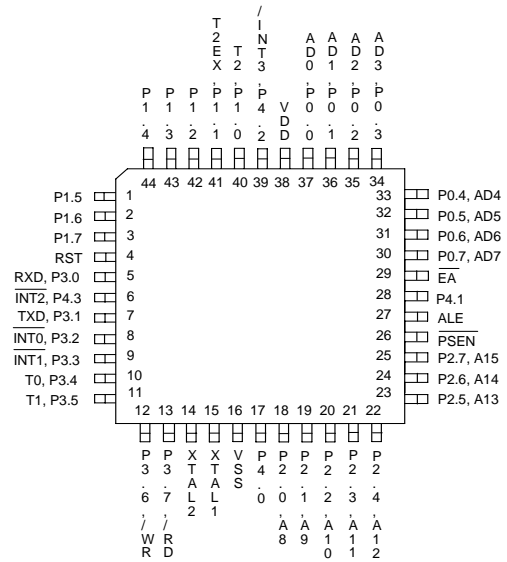 P1.4
P1.3
P1.2
T2EX, P1.1
T2, P1.0
/INT3, P4.2
VDD
AD0, P0.0
AD1, P0.1
AD2, P0.2
AD3, P0.3
44 43 42 41 40 39 38 37 36 35 34
P1.5 1
P1.6 2
P1.7 3
RST 4
RXD, P3.0 5
INT2, P4.3 6
TXD, P3.1 7
INT0, P3.2 8
INT1, P3.3 9
T0, P3.4 10
T1, P3.5 11
33 P0.4, AD4
32 P0.5, AD5
31 P0.6, AD6
30 P0.7, AD7
29 EA
28 P4.1
27 ALE
26 PSEN
25 P2.7, A15
24 P2.6, A14
23 P2.5, A13
12 13 14 15 16 17 18 19 20 21 22
P3.6, /WR
P3.7, /RD
XTAL2
XTAL1
VSS
P4.0
P2.0, A8
P2.1, A9
P2.2, A10
P2.3, A11
P2.4, A12